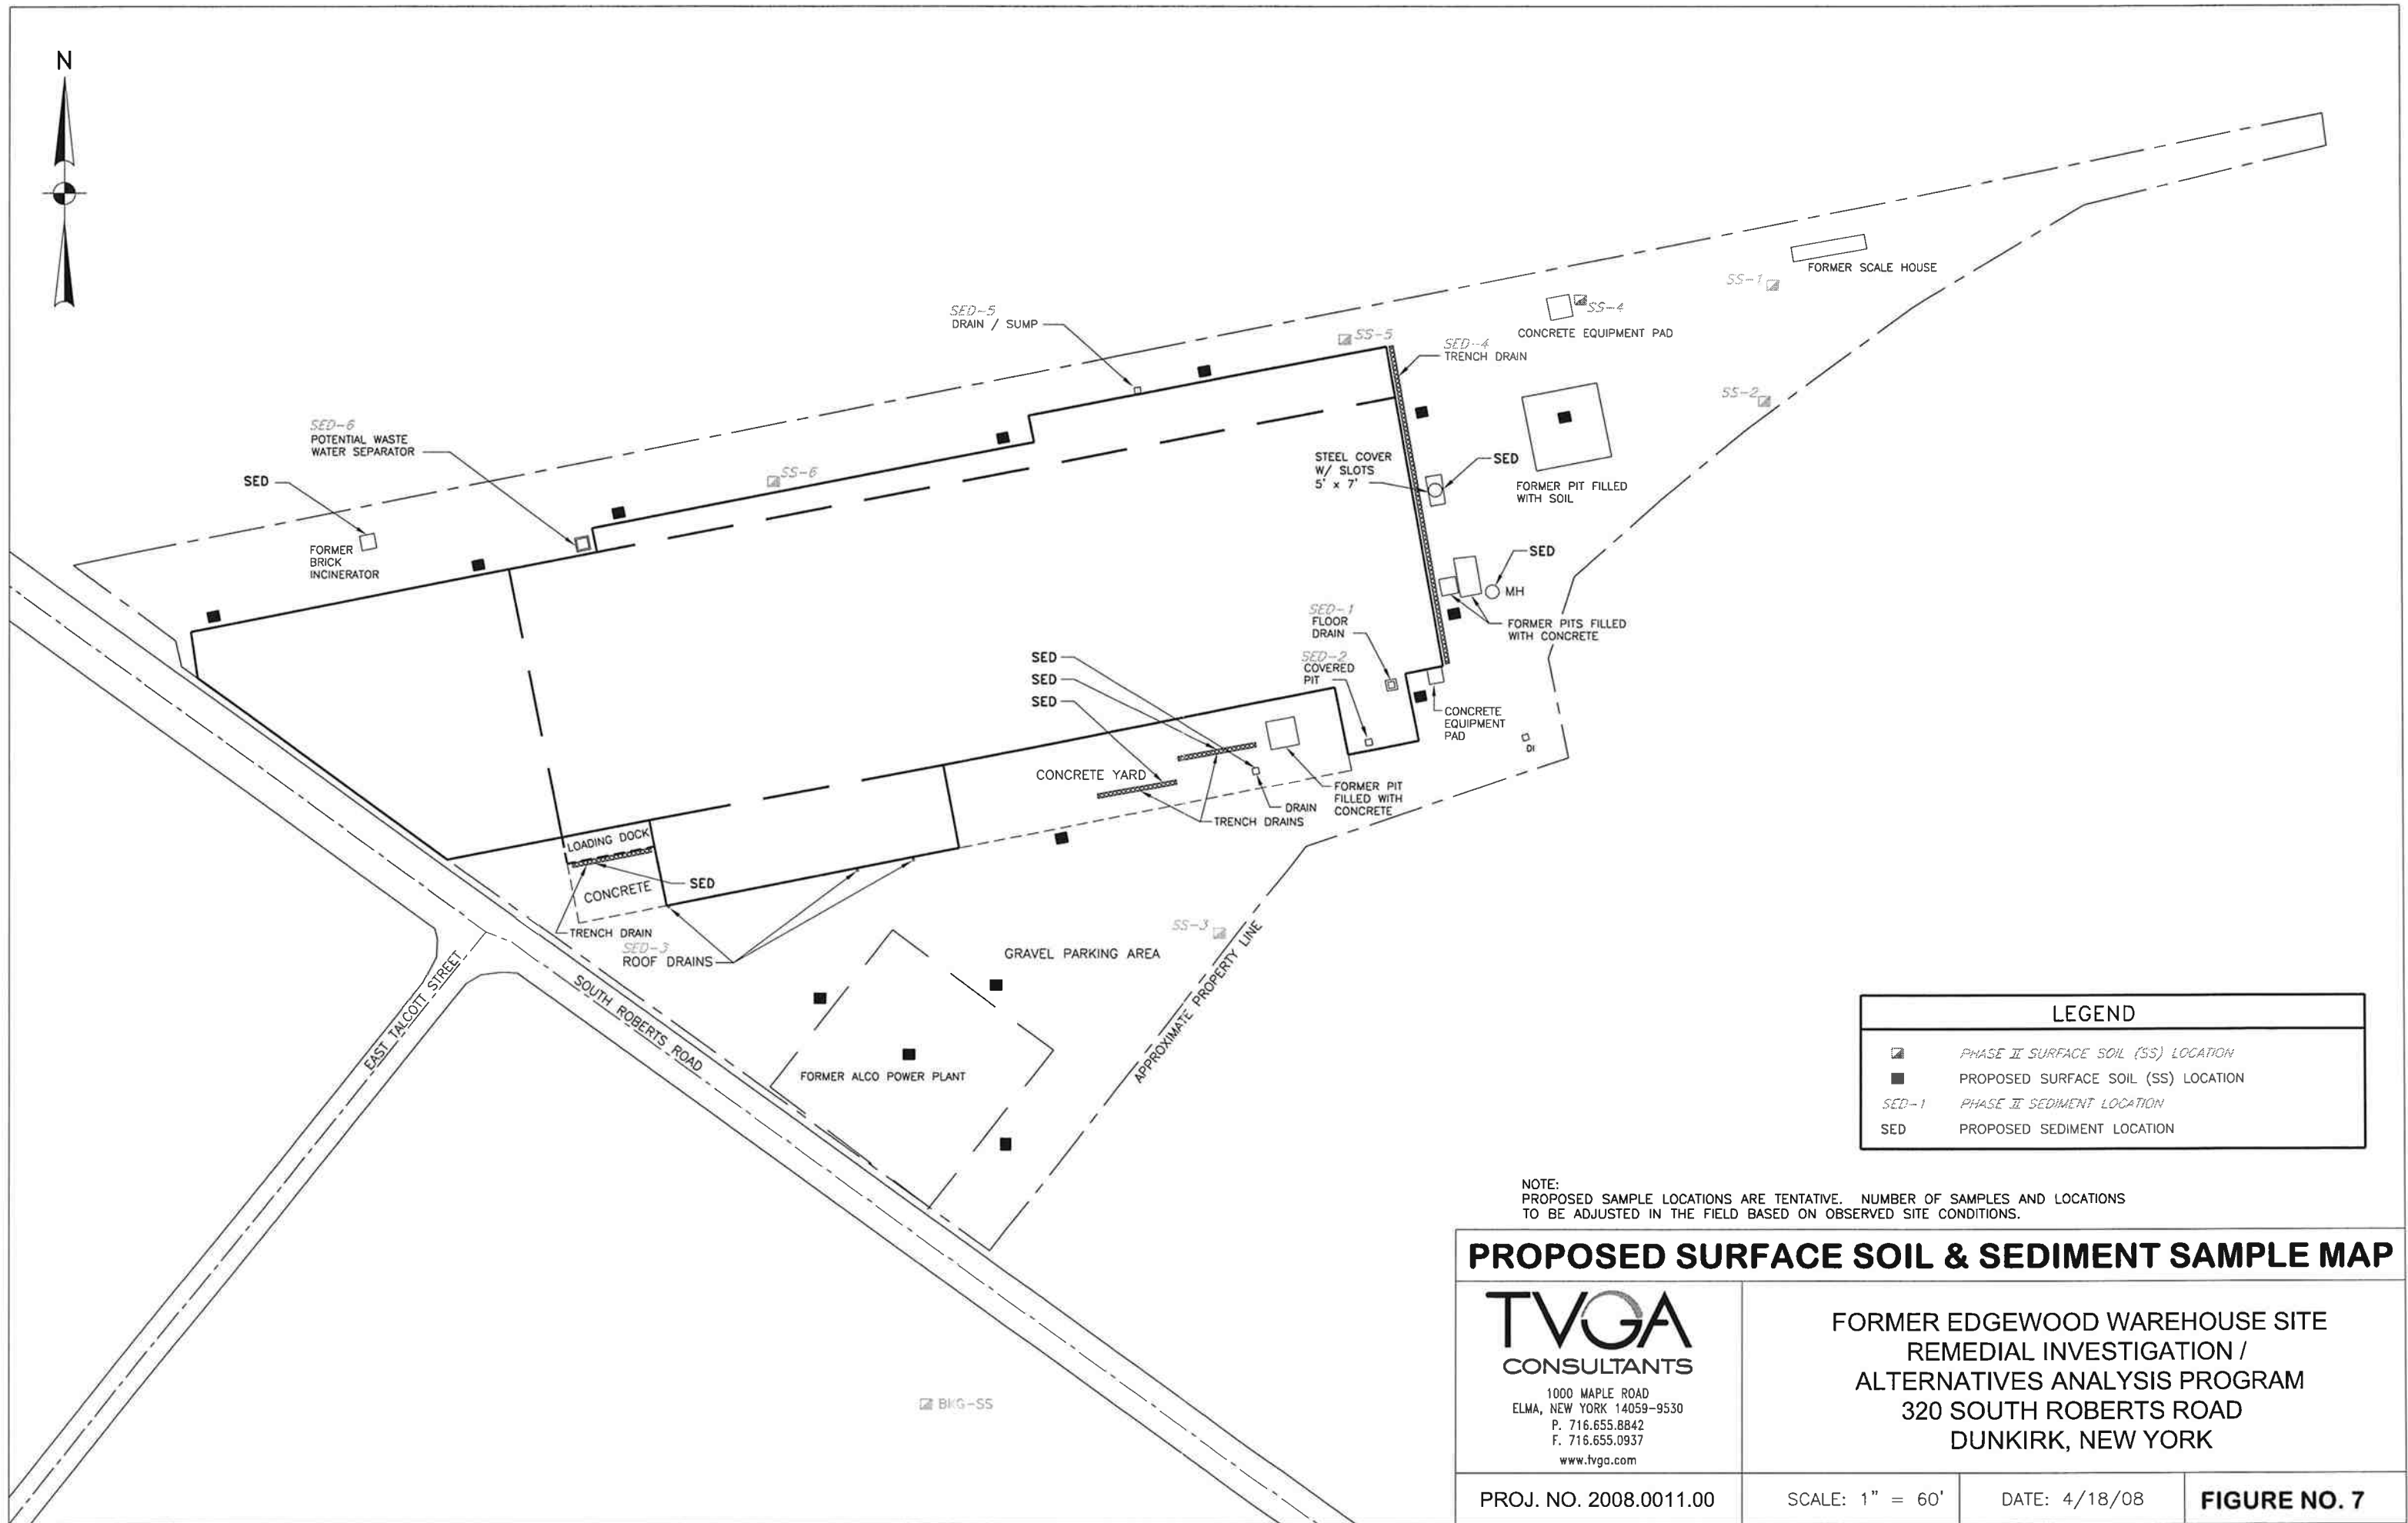 N
SED-5
DRAIN / SUMP
SS-5
SED-4
TRENCH DRAIN
SS-4
CONCRETE EQUIPMENT PAD
SS-1
FORMER SCALE HOUSE
SS-2
SED-6
POTENTIAL WASTE
WATER SEPARATOR
SED
FORMER
BRICK
INCINERATOR
SS-6
STEEL COVER
W/ SLOTS
5' x 7'
SED
FORMER PIT FILLED
WITH SOIL
SED
MH
FORMER PITS FILLED
WITH CONCRETE
SED-1
FLOOR
DRAIN
SED-2
COVERED
PIT
SED
SED
SED
CONCRETE
EQUIPMENT
PAD
DI
CONCRETE YARD
FORMER PIT
FILLED WITH
CONCRETE
DRAIN
TRENCH DRAINS
LOADING DOCK
CONCRETE
SED
TRENCH DRAIN
SED-3
ROOF DRAINS
SS-3
GRAVEL PARKING AREA
APPROXIMATE PROPERTY LINE
EAST TALCOTT STREET
SOUTH ROBERTS ROAD
FORMER ALCO POWER PLANT
BKG-SS
LEGEND
PHASE II SURFACE SOIL (SS) LOCATION
PROPOSED SURFACE SOIL (SS) LOCATION
SED-1 PHASE II SEDIMENT LOCATION
SED PROPOSED SEDIMENT LOCATION
NOTE:
PROPOSED SAMPLE LOCATIONS ARE TENTATIVE. NUMBER OF SAMPLES AND LOCATIONS
TO BE ADJUSTED IN THE FIELD BASED ON OBSERVED SITE CONDITIONS.
PROPOSED SURFACE SOIL & SEDIMENT SAMPLE MAP
TVGA
CONSULTANTS
1000 MAPLE ROAD
ELMA, NEW YORK 14059-9530
P. 716.655.8842
F. 716.655.0937
www.tvga.com
FORMER EDGEWOOD WAREHOUSE SITE
REMEDIAL INVESTIGATION /
ALTERNATIVES ANALYSIS PROGRAM
320 SOUTH ROBERTS ROAD
DUNKIRK, NEW YORK
PROJ. NO. 2008.0011.00
SCALE: 1" = 60'
DATE: 4/18/08
FIGURE NO. 7